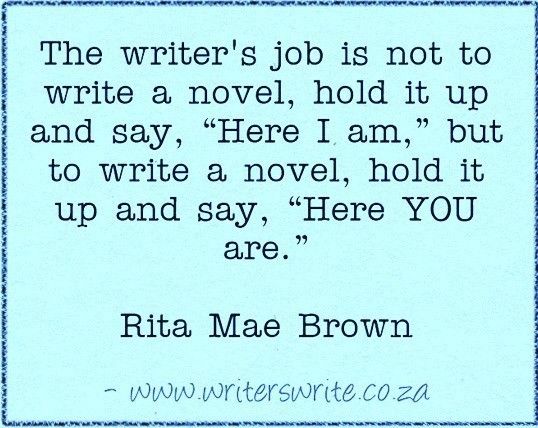 The writer's job is not to
write a novel, hold it up
and say, “Here I am,” but
to write a novel, hold it
up and say, “Here YOU
are.”
Rita Mae Brown
- www.writerswrite.co.za